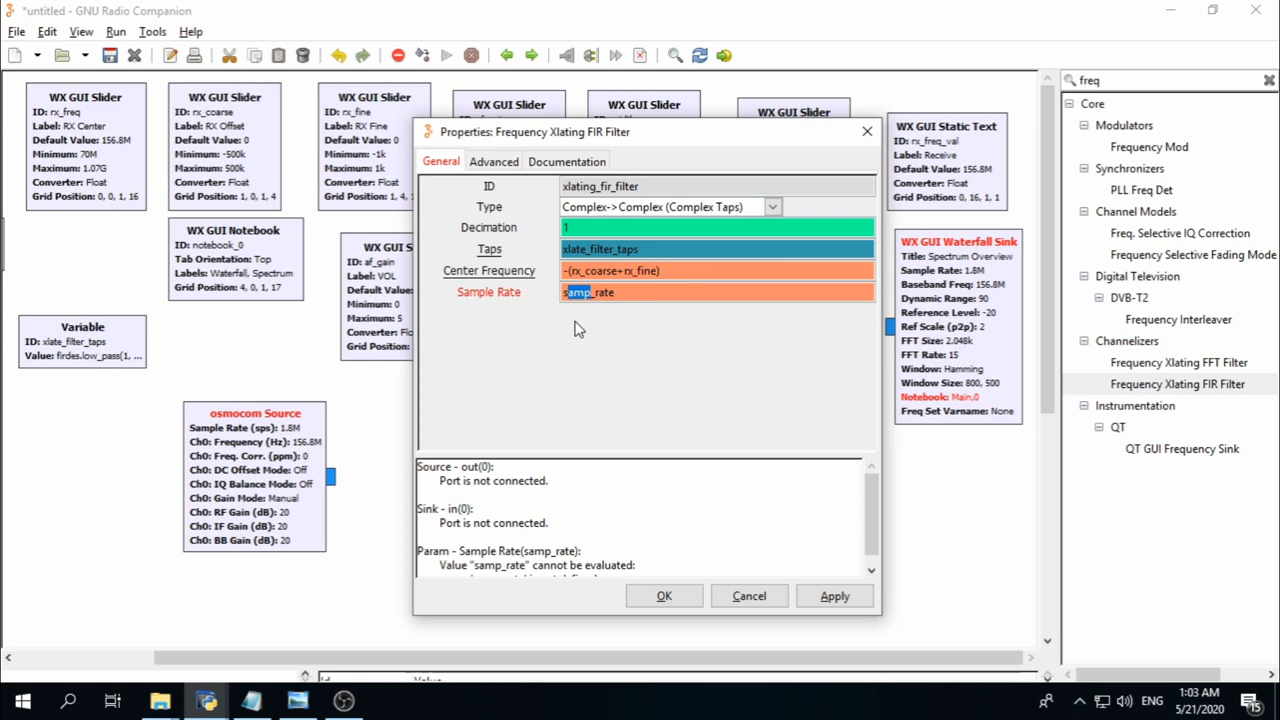 *untitled - GNU Radio Companion
File Edit View Run Tools Help
freq
WX GUI Slider
ID: rx_freq
Label: RX Center
Default Value: 156.8M
Minimum: 70M
Maximum: 1.07G
Converter: Float
Grid Position: 0, 0, 1, 16
WX GUI Slider
ID: rx_coarse
Label: RX Offset
Default Value: 0
Minimum: -500k
Maximum: 500k
Converter: Float
Grid Position: 1, 0, 1, 4
WX GUI Slider
ID: rx_fine
Label: RX Fine
Default Value: 0
Minimum: -1k
Maximum: 1k
Converter: Float
Grid Position: 1, 4,
WX GUI Slider
WX GUI Slider
WX GUI Slider
WX GUI Static Text
ID: rx_freq_val
Label: Receive
Default Value: 156.8M
Converter: Float
Grid Position: 0, 16, 1, 1
WX GUI Notebook
ID: notebook_0
Tab Orientation: Top
Labels: Waterfall, Spectrum
Grid Position: 4, 0, 1, 17
WX GUI S
ID: af_gain
Label: VOL
Default Value:
Minimum: 0
Maximum: 5
Converter: Float
Grid Position:
Variable
ID: xlate_filter_taps
Value: firdes.low_pass(1, ...
osmocom Source
Sample Rate (sps): 1.8M
Ch0: Frequency (Hz): 156.8M
Ch0: Freq. Corr. (ppm): 0
Ch0: DC Offset Mode: Off
Ch0: IQ Balance Mode: Off
Ch0: Gain Mode: Manual
Ch0: RF Gain (dB): 20
Ch0: IF Gain (dB): 20
Ch0: BB Gain (dB): 20
Properties: Frequency Xlating FIR Filter
General Advanced Documentation
ID xlating_fir_filter
Type Complex->Complex (Complex Taps)
Decimation 1
Taps xlate_filter_taps
Center Frequency -(rx_coarse+rx_fine)
Sample Rate samp_rate
Source - out(0):
Port is not connected.
Sink - in(0):
Port is not connected.
Param - Sample Rate(samp_rate):
Value "samp_rate" cannot be evaluated:
OK Cancel Apply
WX GUI Waterfall Sink
Title: Spectrum Overview
Sample Rate: 1.8M
Baseband Freq: 156.8M
Dynamic Range: 90
Reference Level: -20
Ref Scale (p2p): 2
FFT Size: 2.048k
FFT Rate: 15
Window: Hamming
Window Size: 800, 500
Notebook: Main,0
Freq Set Varname: None
Core
Modulators
Frequency Mod
Synchronizers
PLL Freq Det
Channel Models
Freq. Selective IQ Correction
Frequency Selective Fading Mode
Digital Television
DVB-T2
Frequency Interleaver
Channelizers
Frequency Xlating FFT Filter
Frequency Xlating FIR Filter
Instrumentation
QT
QT GUI Frequency Sink
Id Value
ENG
1:03 AM
5/21/2020
15